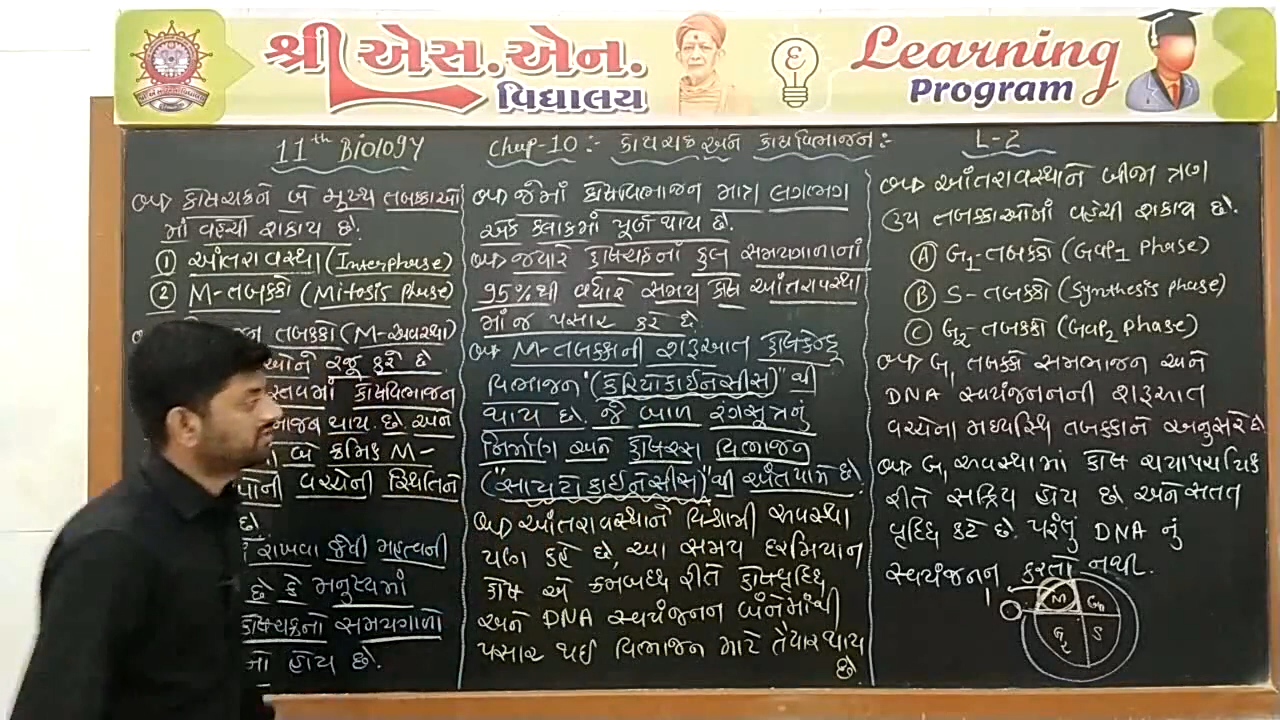 શ્રી એસ. એન.
વિદ્યાલય
Learning
Program
11th Biology
Chap-10 :- કોષચક્ર અને કોષવિભાજન :-
L-2
કોષચક્રને બે મુખ્ય તબક્કાઓ
માં વહેંચી શકાય છે.
① આંતરાવસ્થા (Interphase)
② M-તબક્કો (Mitosis phase)
તબક્કો (M-અવસ્થા)
ઓને રજૂ કરે છે
કોષવિભાજન
થાય છે. અને
બે ક્રમિક M-
વચ્ચેની સ્થિતિને
છે.
રાખવા જેવી મહત્વની
છે કે મનુષ્યમાં
કોષચક્રનો સમયગાળો
નો હોય છે.
જેમાં કોષવિભાજન માત્ર લગભગ
એક કલાકમાં પૂર્ણ થાય છે.
જ્યારે કોષચક્રનાં કુલ સમયગાળાનાં
95% થી વધારે સમય કોષ આંતરાવસ્થા
માં જ પસાર કરે છે.
M-તબક્કાની શરૂઆત કોષકેન્દ્ર
વિભાજન "(કેરિયોકાઈનેસીસ)" થી
થાય છે. જે બાળ રંગસૂત્રનું
નિર્માણ અને કોષરસ વિભાજન
"(સાયટોકાઈનેસીસ)" થી અંત પામે છે.
આંતરાવસ્થાને વિશ્રામી અવસ્થા
પણ કહે છે, આ સમય દરમિયાન
કોષ એ ક્રમબધ્ધ રીતે કોષવૃધ્ધિ
અને DNA સ્વયંજનન બંનેમાંથી
પસાર થઈ વિભાજન માટે તૈયાર થાય
છે.
આંતરાવસ્થાને બીજા ત્રણ
ઉપ તબક્કાઓમાં વહેંચી શકાય છે.
Ⓐ G1-તબક્કો (Gap1 Phase)
Ⓑ S-તબક્કો (Synthesis phase)
Ⓒ G2-તબક્કો (Gap2 Phase)
G1 તબક્કો સમભાજન અને
DNA સ્વયંજનનની શરૂઆત
વચ્ચેના મધ્યસ્થિ તબક્કાને અનુસરે છે
G1 અવસ્થામાં કોષ ચયાપચયિક
રીતે સક્રિય હોય છે. અને સતત
વૃધ્ધિ કરે છે. પરંતુ DNA નું
સ્વયંજનન કરતો નથી.
M G1
G2 S